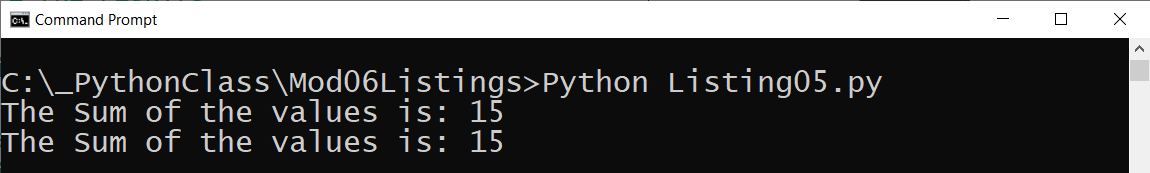 Command Prompt
C:\_PythonClass\Mod06Listings>Python Listing05.py
The Sum of the values is: 15
The Sum of the values is: 15